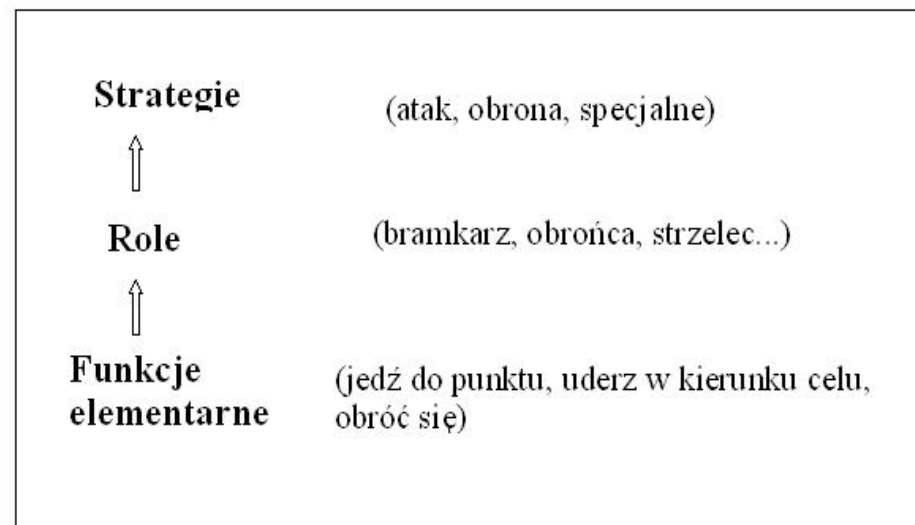 Strategie
(atak, obrona, specjalne)
Role
(bramkarz, obrońca, strzelec...)
Funkcje
elementarne
(jedź do punktu, uderz w kierunku celu,
obróć się)